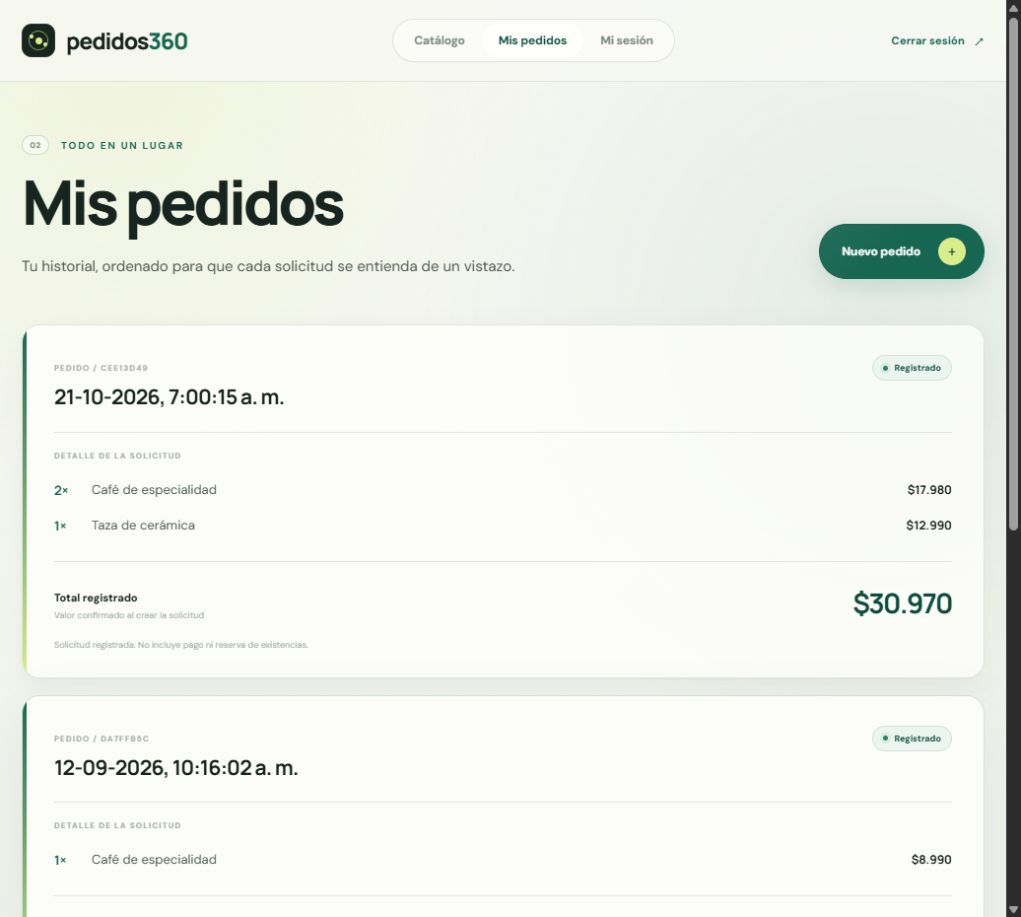 pedidos360
Catálogo
Mis pedidos
Mi sesión
Cerrar sesión ↗
02
TODO EN UN LUGAR
Mis pedidos
Tu historial, ordenado para que cada solicitud se entienda de un vistazo.
Nuevo pedido +
PEDIDO / CEE13D49
Registrado
21-10-2026, 7:00:15 a. m.
DETALLE DE LA SOLICITUD
2× Café de especialidad $17.980
1× Taza de cerámica $12.990
Total registrado
$30.970
Valor confirmado al crear la solicitud
Solicitud registrada. No incluye pago ni reserva de existencias.
PEDIDO / DA7FFB6C
Registrado
12-09-2026, 10:16:02 a. m.
DETALLE DE LA SOLICITUD
1× Café de especialidad $8.990